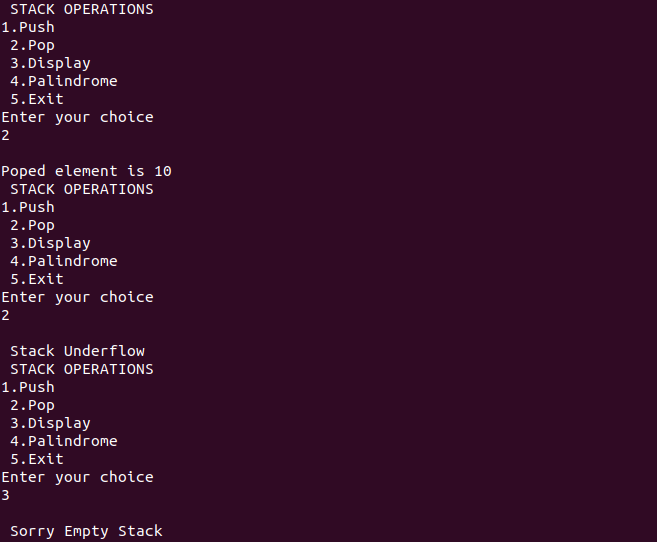 STACK OPERATIONS
1.Push
2.Pop
3.Display
4.Palindrome
5.Exit
Enter your choice
2
Poped element is 10
STACK OPERATIONS
1.Push
2.Pop
3.Display
4.Palindrome
5.Exit
Enter your choice
2
Stack Underflow
STACK OPERATIONS
1.Push
2.Pop
3.Display
4.Palindrome
5.Exit
Enter your choice
3
Sorry Empty Stack